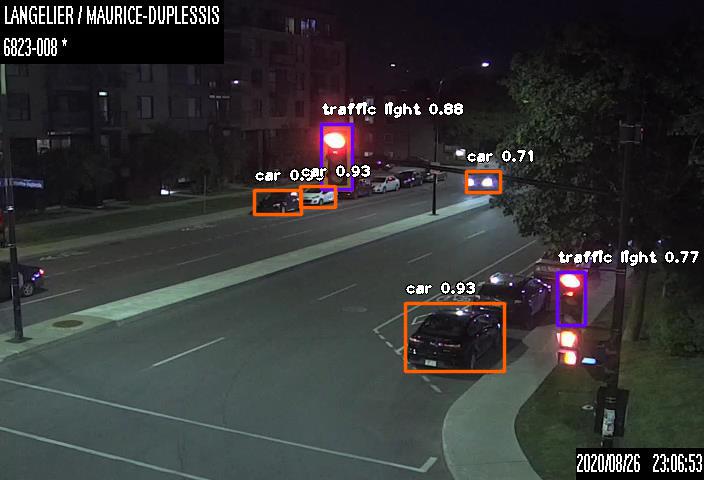 LANGELIER / MAURICE-DUPLESSIS
6823-008 *
traffic light 0.88
car 0.71
car 0.93
traffic light 0.77
car 0.93
2020/08/26 23:06:53